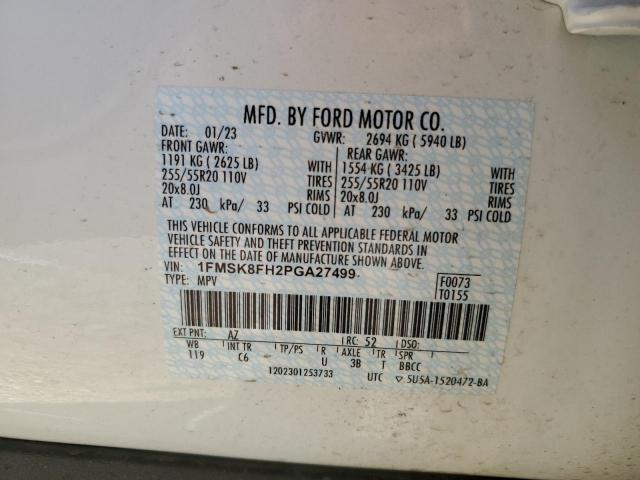 MFD. BY FORD MOTOR CO.
DATE: 01/23 GVWR: 2694 KG ( 5940 LB)
FRONT GAWR: REAR GAWR:
1191 KG ( 2625 LB) WITH 1554 KG ( 3425 LB) WITH
255/55R20 110V TIRES 255/55R20 110V TIRES
20x8.0J RIMS 20x8.0J RIMS
AT 230 kPa/ 33 PSI COLD AT 230 kPa/ 33 PSI COLD
THIS VEHICLE CONFORMS TO ALL APPLICABLE FEDERAL MOTOR
VEHICLE SAFETY AND THEFT PREVENTION STANDARDS IN
EFFECT ON THE DATE OF MANUFACTURE SHOWN ABOVE.
VIN: 1FMSK8FH2PGA27499 F0073
TYPE: MPV T0155
EXT PNT: AZ RC: 52 DSO:
WB INT TR TP/PS R AXLE TR SPR
119 C6 U 3B T BBCC
1202301253733 UTC ▽ 5U5A-1520472-BA